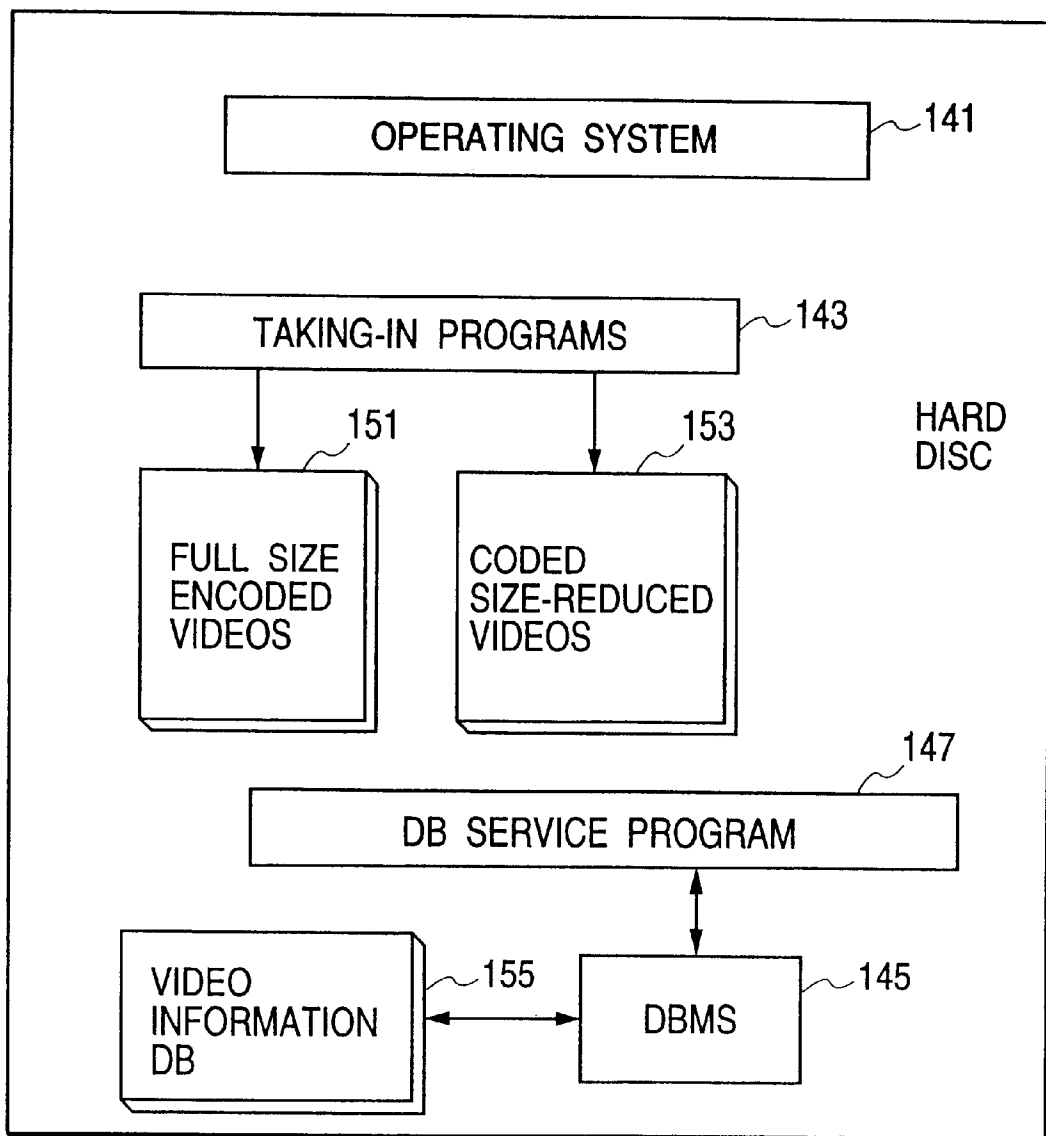 OPERATING SYSTEM
141
TAKING-IN PROGRAMS
143
HARD
DISC
151
153
FULL SIZE
ENCODED
VIDEOS
CODED
SIZE-REDUCED
VIDEOS
147
DB SERVICE PROGRAM
VIDEO
INFORMATION
DB
155
DBMS
145